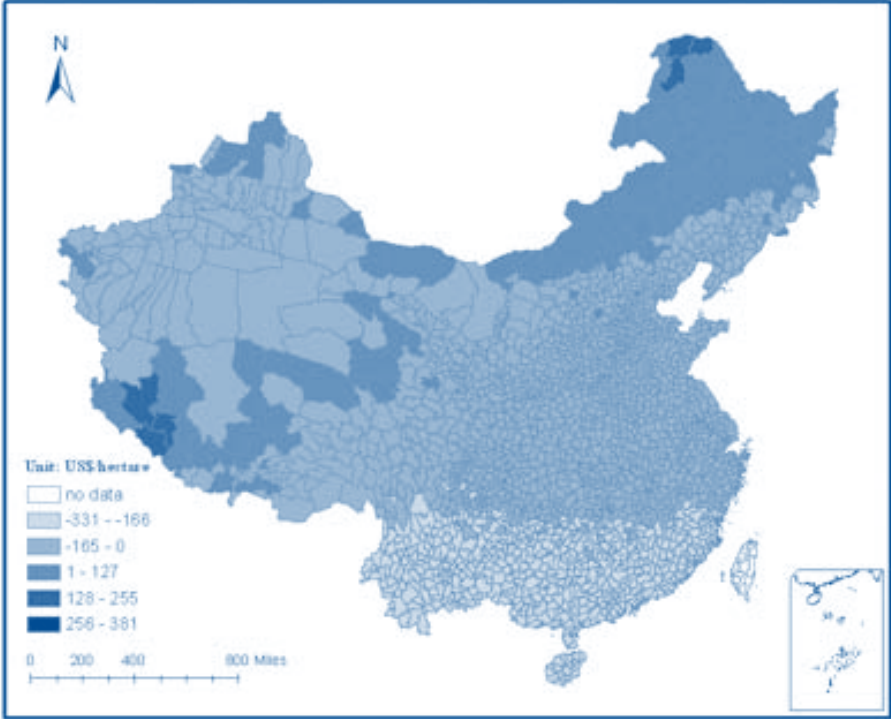 N
Unit: US$/hectare
no data
-331 - -166
-165 - 0
1 - 127
128 - 255
256 - 381
0 200 400 800 Miles